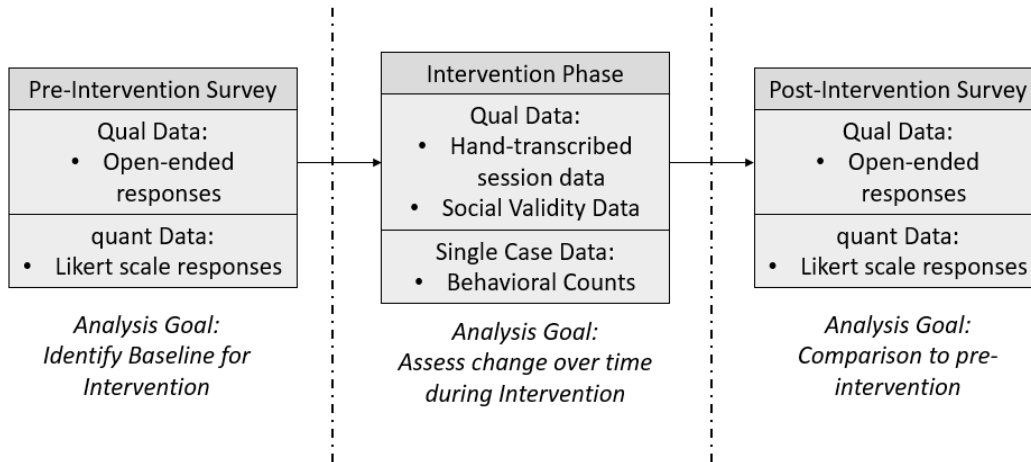 Pre-Intervention Survey
Qual Data:
• Open-ended
responses
quant Data:
• Likert scale responses
Analysis Goal:
Identify Baseline for
Intervention
Intervention Phase
Qual Data:
• Hand-transcribed
session data
• Social Validity Data
Single Case Data:
• Behavioral Counts
Analysis Goal:
Assess change over time
during Intervention
Post-Intervention Survey
Qual Data:
• Open-ended
responses
quant Data:
• Likert scale responses
Analysis Goal:
Comparison to pre-
intervention